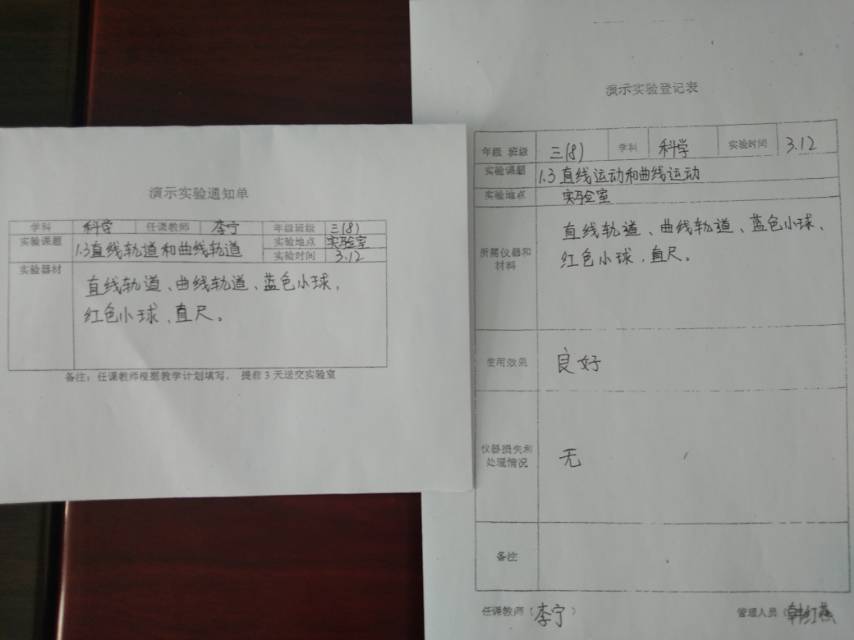 演示实验通知单
学科 科学 任课教师 李宁 年级班级 三(8)
实验课题 1.3直线轨道和曲线轨道 实验地点 实验室
实验时间 3.12
实验器材 直线轨道、曲线轨道、蓝色小球,
红色小球、直尺。
备注：任课教师根据教学计划填写，提前3天送交实验室
演示实验登记表
年级 班级 三(8) 学科 科学 实验时间 3.12
实验课题 1.3直线运动和曲线运动
实验地点 实验室
所需仪器和材料 直线轨道、曲线轨道、蓝色小球、
红色小球、直尺。
使用效果 良好
仪器损失和
处理情况 无
备注
任课教师（李宁） 管理人员（韩红燕